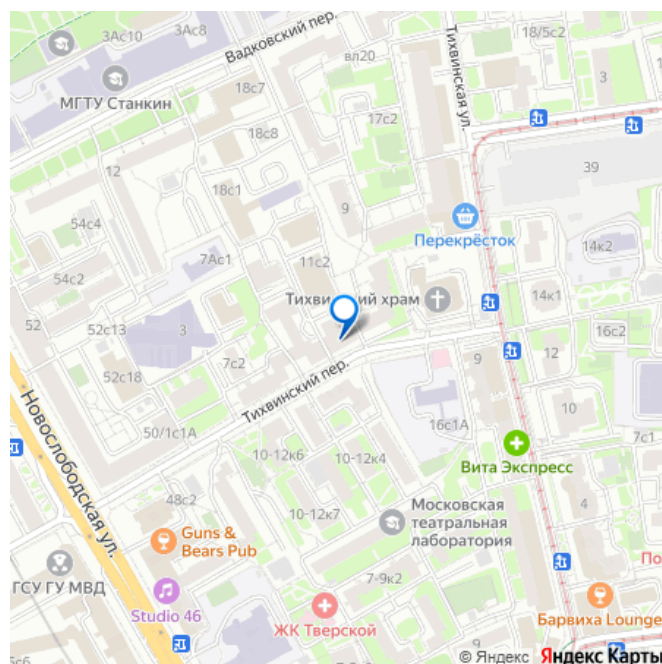 3Ас10
3Ас8
Вадковский пер.
МГТУ Станкин
18с7
вл20
Тихвинская ул.
18/5с2
3
17с2
18с8
12
39
18с1
9
54с4
Перекрёсток
7Ас1
11с2
14к2
54с2
Тихвинский храм
14к1
52
52с13
3
16с2
7с2
9
12
52с18
Тихвинский пер.
Новослободская ул.
50/1с1А
16с1А
10
10-12к6
10-12к4
7с1
Вита Экспресс
48с2
10-12к7
Московская
театральная
лаборатория
4
Guns &
Bears Pub
ГСУ ГУ МВД
7-9к2
По
Studio 46
ЖК Тверской
Барвиха Lounge
5с6
© Яндекс Яндекс Карты